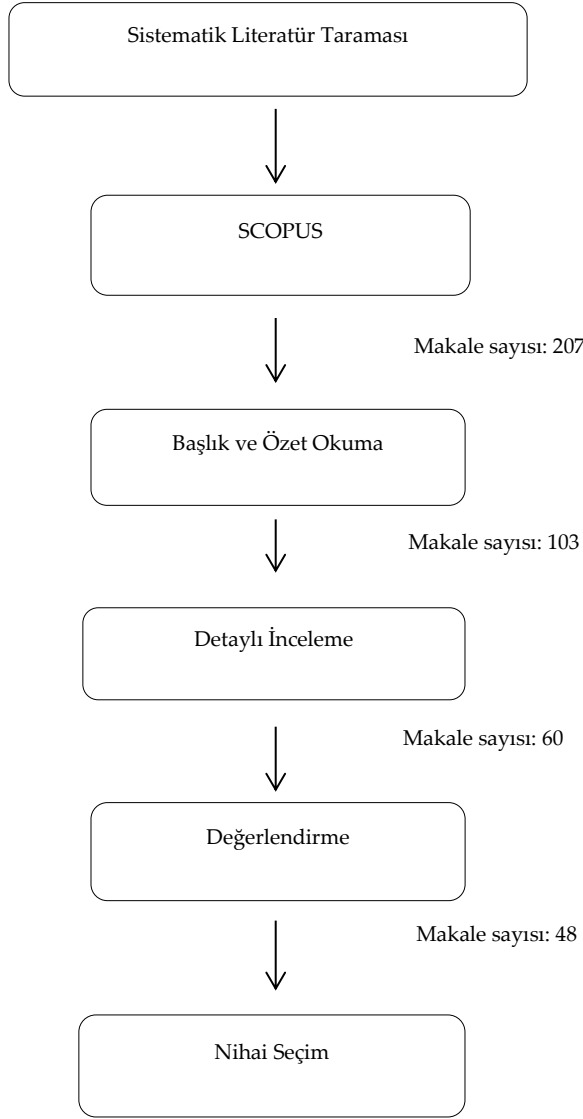 Sistematik Literatür Taraması
SCOPUS
Makale sayısı: 207
Başlık ve Özet Okuma
Makale sayısı: 103
Detaylı İnceleme
Makale sayısı: 60
Değerlendirme
Makale sayısı: 48
Nihai Seçim